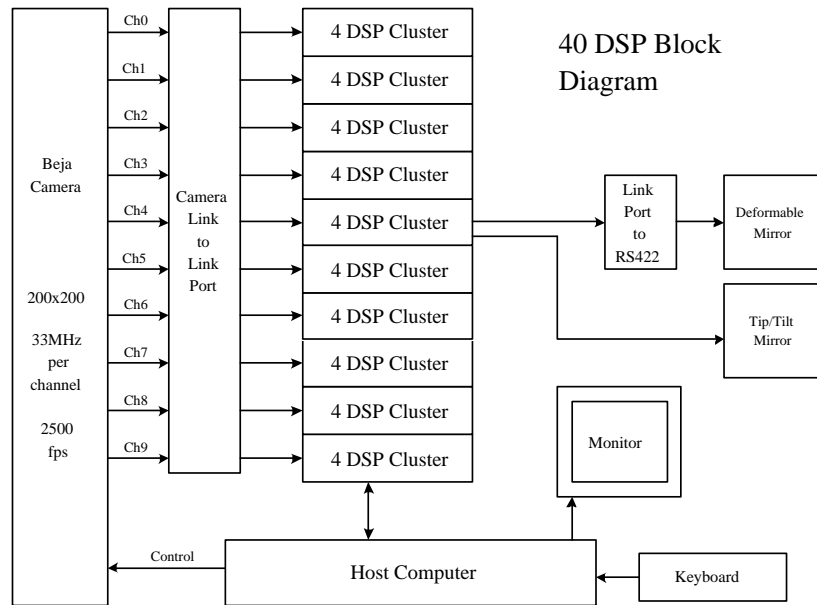 40 DSP Block
Diagram
Beja
Camera
200x200
33MHz
per
channel
2500
fps
Ch0
Ch1
Ch2
Ch3
Ch4
Ch5
Ch6
Ch7
Ch8
Ch9
Camera
Link
to
Link
Port
4 DSP Cluster
4 DSP Cluster
4 DSP Cluster
4 DSP Cluster
4 DSP Cluster
4 DSP Cluster
4 DSP Cluster
4 DSP Cluster
4 DSP Cluster
4 DSP Cluster
Link
Port
to
RS422
Deformable
Mirror
Tip/Tilt
Mirror
Monitor
Control
Host Computer
Keyboard